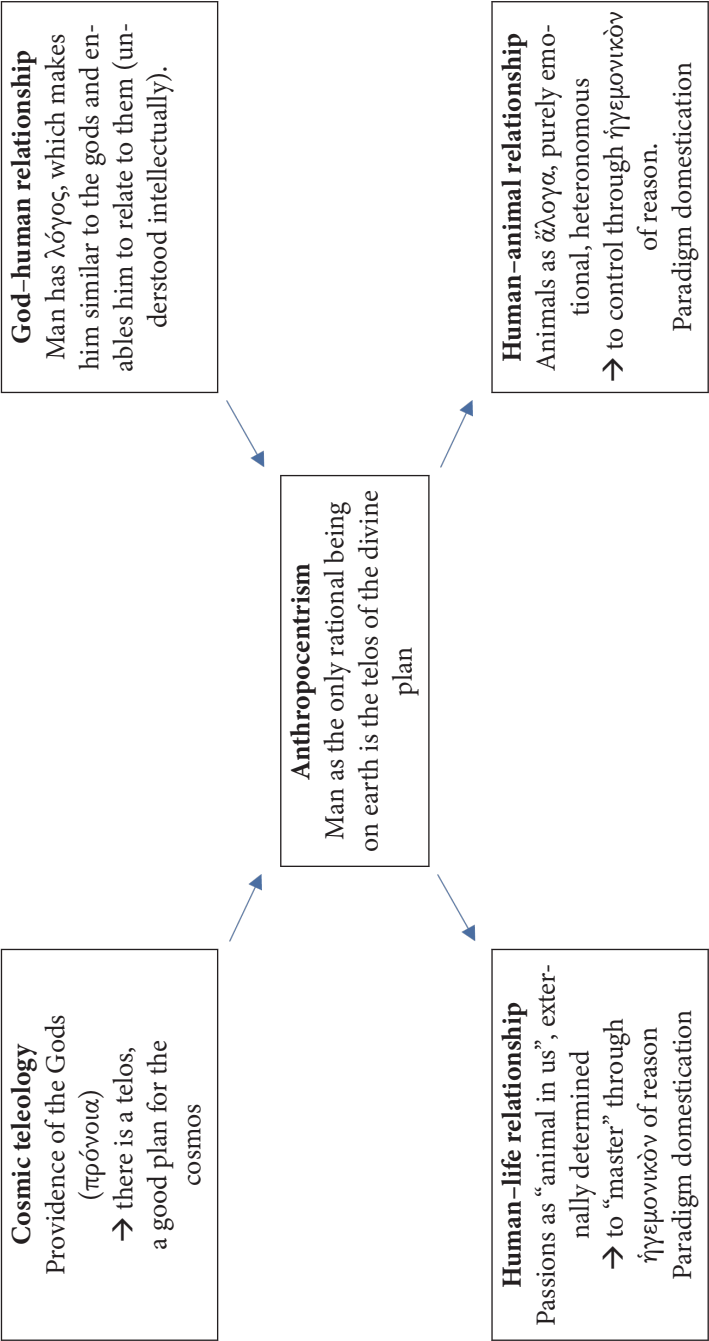 Cosmic teleology
Providence of the Gods
(πρόνοια)
→ there is a telos,
a good plan for the
cosmos
God–human relationship
Man has λόγος, which makes
him similar to the gods and en-
ables him to relate to them (un-
derstood intellectually).
Anthropocentrism
Man as the only rational being
on earth is the telos of the divine
plan
Human–life relationship
Passions as “animal in us”, exter-
nally determined
→ to “master” through
ἡγεμονικὸν of reason
Paradigm domestication
Human–animal relationship
Animals as ἄλογα, purely emo-
tional, heteronomous
→ to control through ἡγεμονικὸν
of reason.
Paradigm domestication